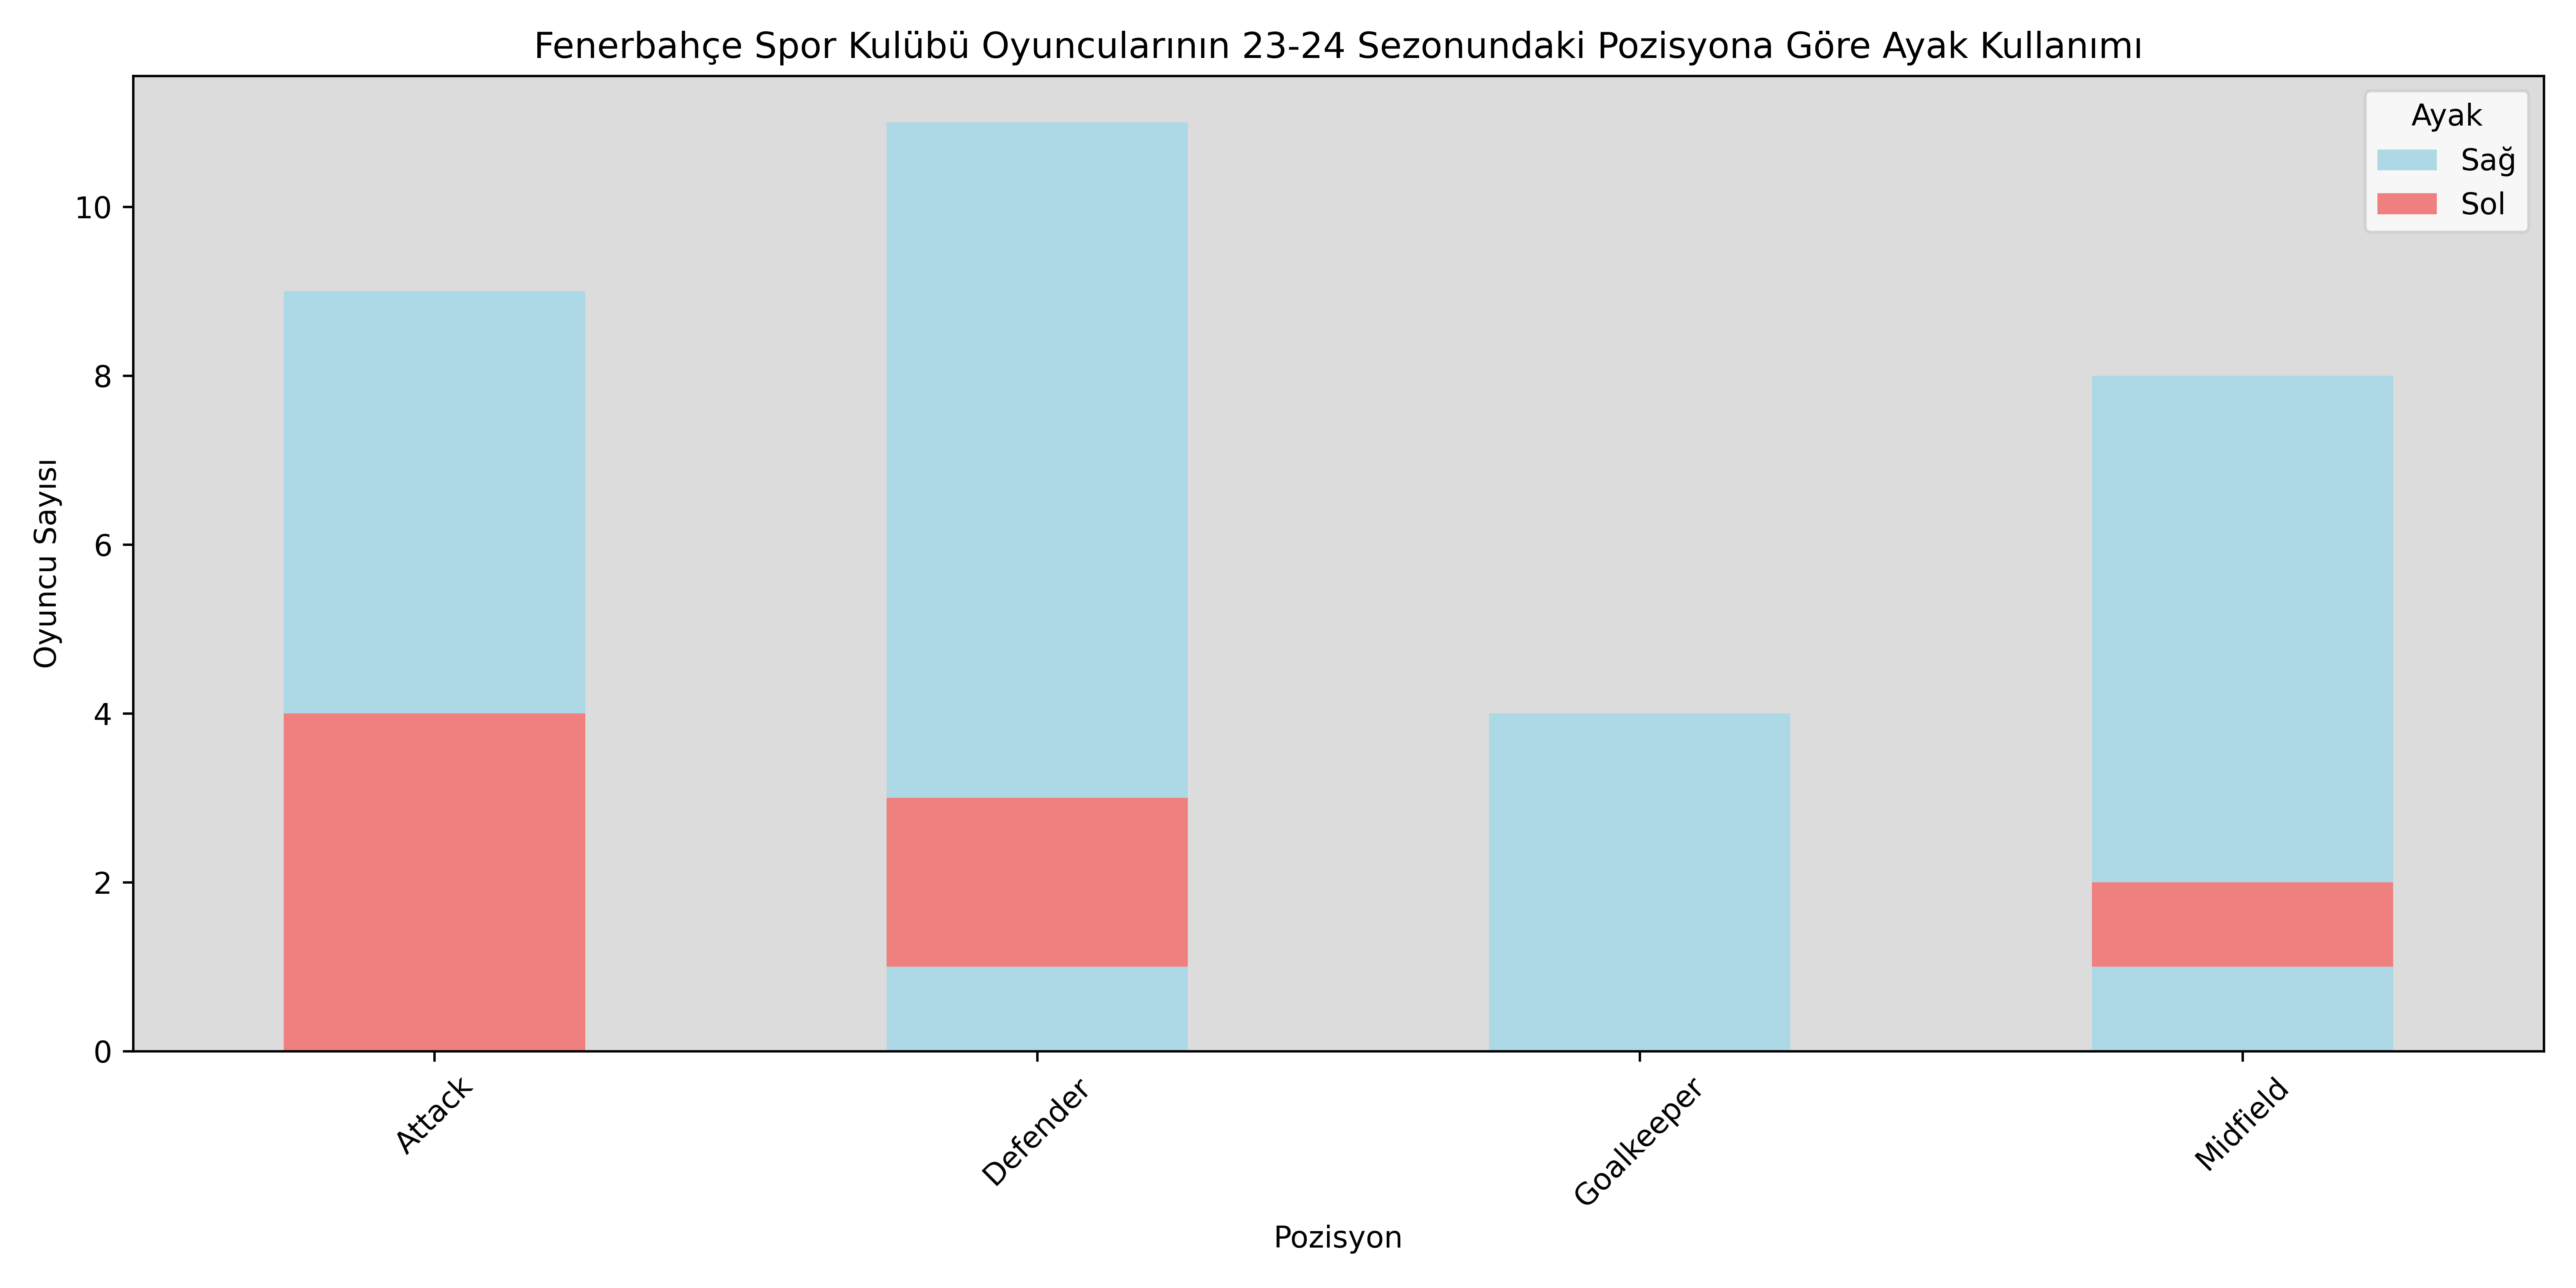 Fenerbahçe Spor Kulübü Oyuncularının 23-24 Sezonundaki Pozisyona Göre Ayak Kullanımı
Ayak
Sağ
Sol
Oyuncu Sayısı
10
8
6
4
2
0
Attack
Defender
Goalkeeper
Midfield
Pozisyon